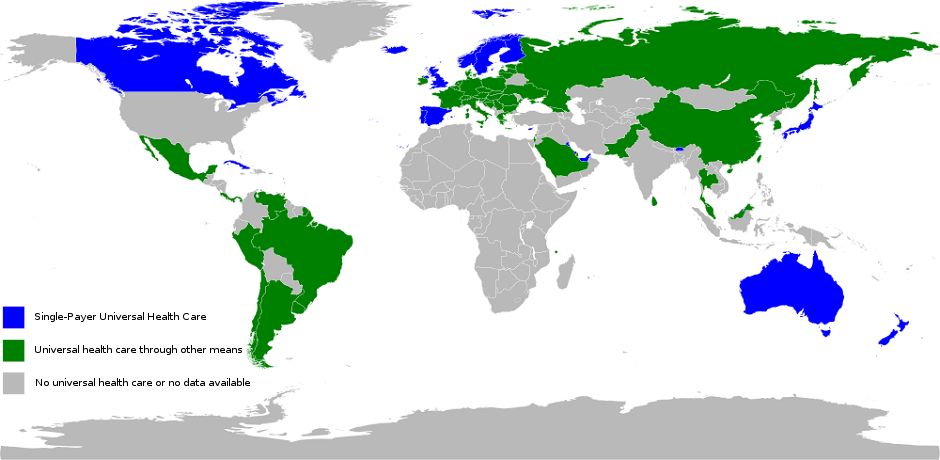 Single-Payer Universal Health Care
Universal health care through other means
No universal health care or no data available